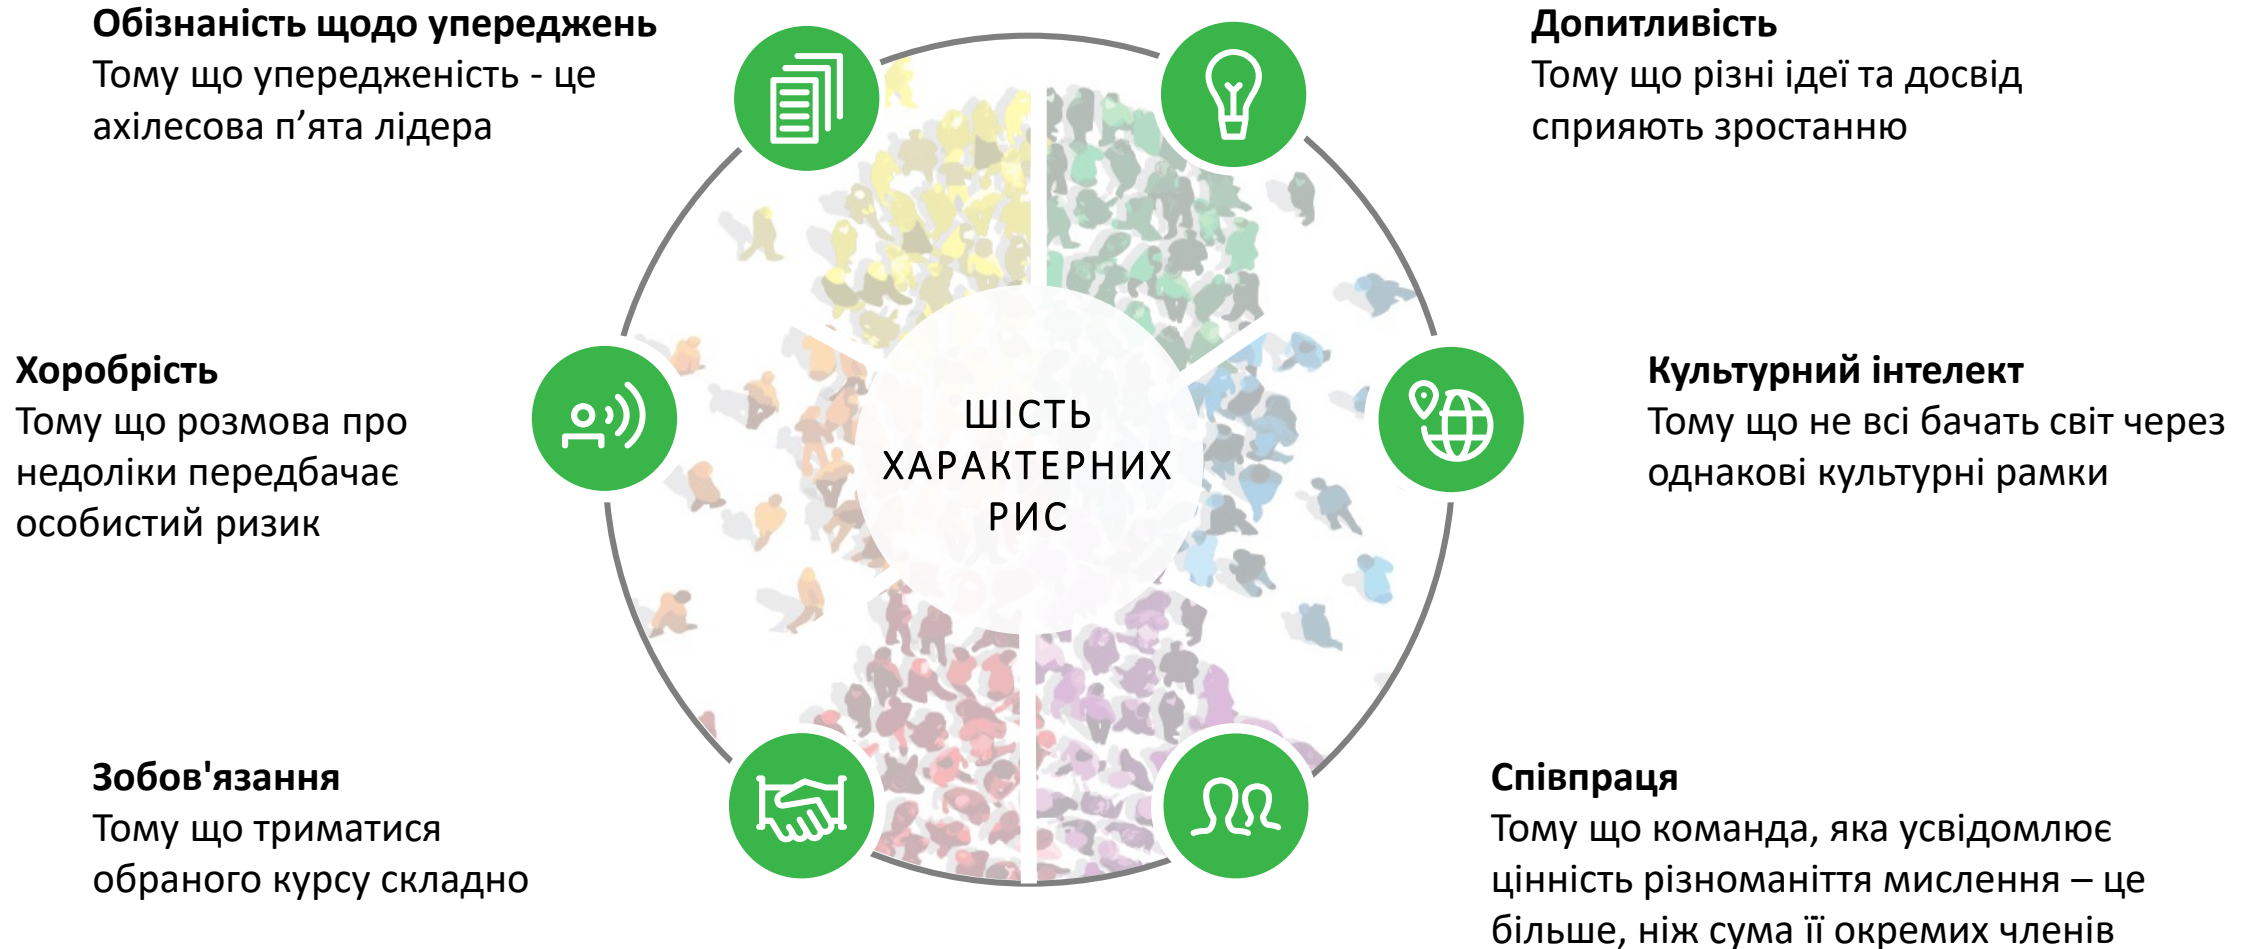 Обізнаність щодо упереджень
Тому що упередженість - це
ахілесова п’ята лідера
Допитливість
Тому що різні ідеї та досвід
сприяють зростанню
Хоробрість
Тому що розмова про
недоліки передбачає
особистий ризик
ШІСТЬ
ХАРАКТЕРНИХ
РИС
Культурний інтелект
Тому що не всі бачать світ через
однакові культурні рамки
Зобов'язання
Тому що триматися
обраного курсу складно
Співпраця
Тому що команда, яка усвідомлює
цінність різноманіття мислення – це
більше, ніж сума її окремих членів